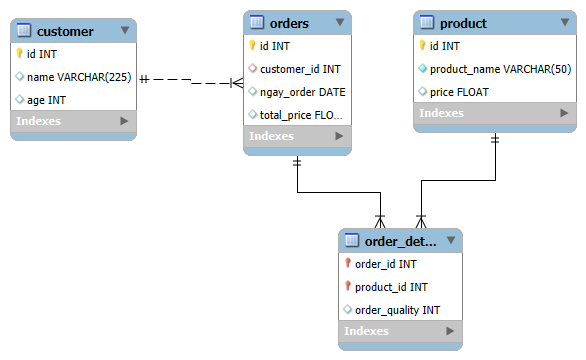 customer
id INT
name VARCHAR(225)
age INT
Indexes
orders
id INT
customer_id INT
ngay_order DATE
total_price FLO...
Indexes
product
id INT
product_name VARCHAR(50)
price FLOAT
Indexes
order_det...
order_id INT
product_id INT
order_quality INT
Indexes